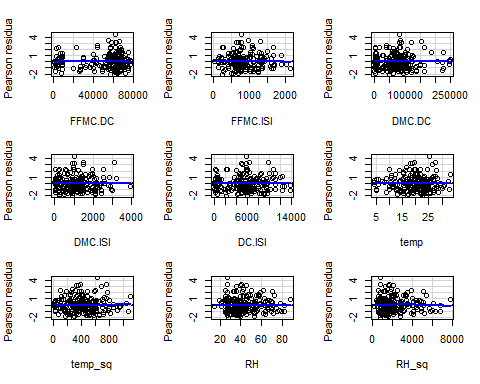 Pearson residua
-2 1 4
0 40000 80000
FFMC.DC
Pearson residua
-2 1 4
0 1000 2000
FFMC.ISI
Pearson residua
-2 1 4
0 100000 250000
DMC.DC
Pearson residua
-2 1 4
0 2000 4000
DMC.ISI
Pearson residua
-2 1 4
0 6000 14000
DC.ISI
Pearson residua
-2 1 4
5 15 25
temp
Pearson residua
-2 1 4
0 400 800
temp_sq
Pearson residua
-2 1 4
20 40 60 80
RH
Pearson residua
-2 1 4
0 4000 8000
RH_sq